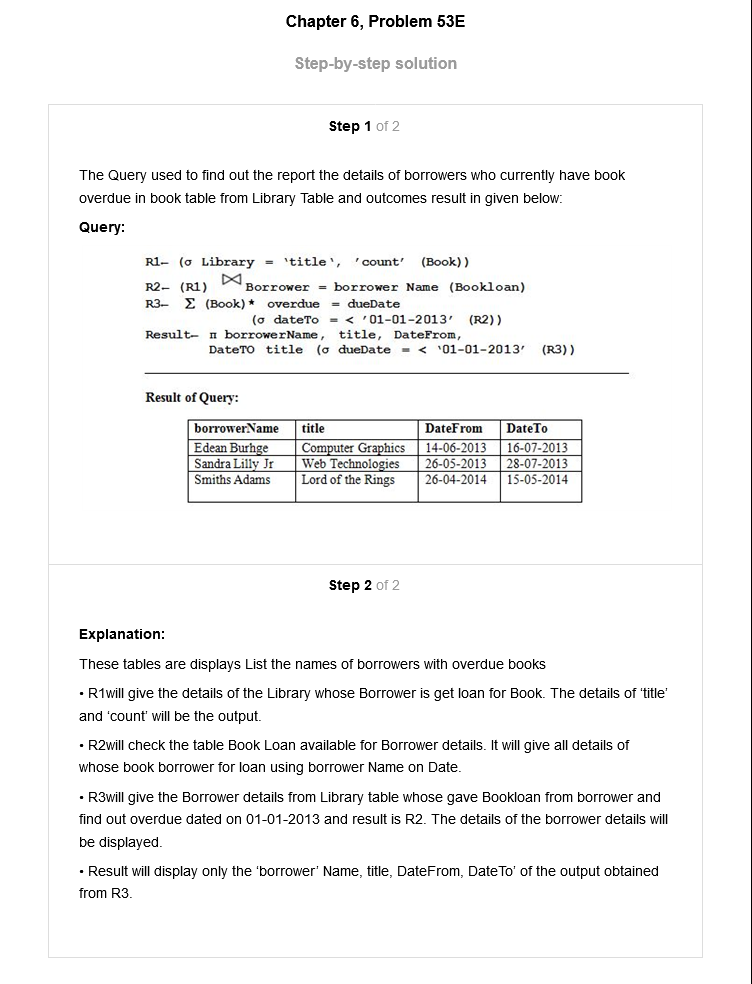 Chapter 6, Problem 53E
Step-by-step solution
Step 1 of 2
The Query used to find out the report the details of borrowers who currently have book
overdue in book table from Library Table and outcomes result in given below:
Query:
R1← (σ Library = ‵title‵, ′count′ (Book))
R2← (R1) ⋈ Borrower = borrower Name (Bookloan)
R3← Σ (Book)* overdue = dueDate
(σ dateTo = < ′01-01-2013′ (R2))
Result← π borrowerName, title, DateFrom,
DateTO title (σ dueDate = < ‵01-01-2013′ (R3))
Result of Query:
borrowerName title DateFrom DateTo
Edean Burhge Computer Graphics 14-06-2013 16-07-2013
Sandra Lilly Jr Web Technologies 26-05-2013 28-07-2013
Smiths Adams Lord of the Rings 26-04-2014 15-05-2014
Step 2 of 2
Explanation:
These tables are displays List the names of borrowers with overdue books
• R1will give the details of the Library whose Borrower is get loan for Book. The details of ‘title’
and ‘count’ will be the output.
• R2will check the table Book Loan available for Borrower details. It will give all details of
whose book borrower for loan using borrower Name on Date.
• R3will give the Borrower details from Library table whose gave Bookloan from borrower and
find out overdue dated on 01-01-2013 and result is R2. The details of the borrower details will
be displayed.
• Result will display only the ‘borrower’ Name, title, DateFrom, DateTo’ of the output obtained
from R3.